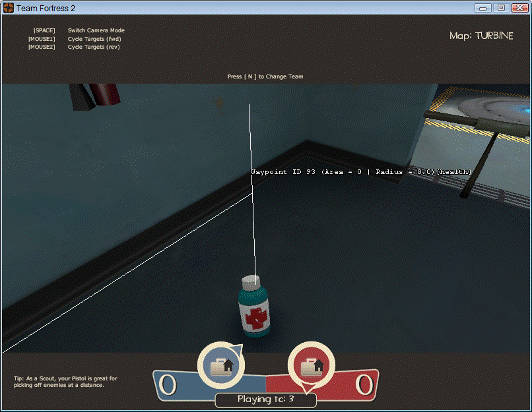 Team Fortress 2
[SPACE] Switch Camera Mode
[MOUSE1] Cycle Targets (fwd)
[MOUSE2] Cycle Targets (rev)
Map: TURBINE
Press [ N ] to Change Team
Waypoint ID 93 (Area = 0 | Radius = 0.0)(health)
Tip: As a Scout, your Pistol is great for
picking off enemies at a distance.
0
0
Playing to: 3